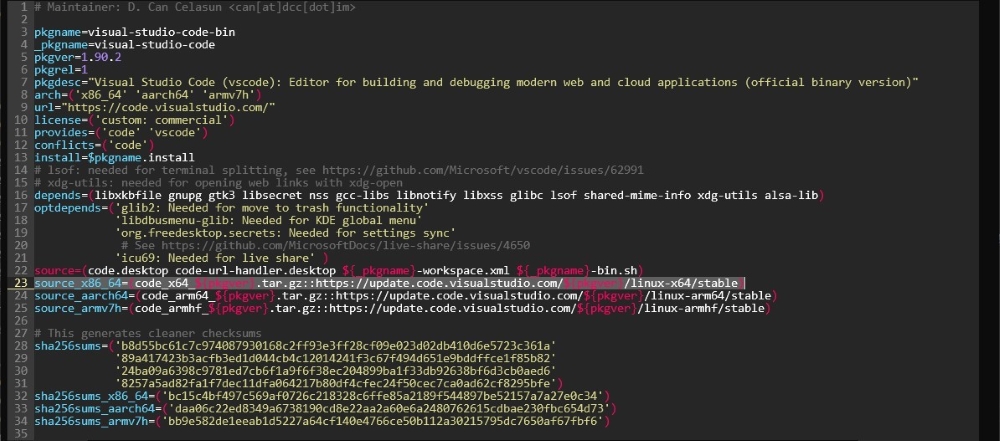 1 # Maintainer: D. Can Celasun <can[at]dcc[dot]im>
2
3 pkgname=visual-studio-code-bin
4 _pkgname=visual-studio-code
5 pkgver=1.90.2
6 pkgrel=1
7 pkgdesc="Visual Studio Code (vscode): Editor for building and debugging modern web and cloud applications (official binary version)"
8 arch=('x86_64' 'aarch64' 'armv7h')
9 url="https://code.visualstudio.com/"
10 license=('custom: commercial')
11 provides=('code' 'vscode')
12 conflicts=('code')
13 install=$pkgname.install
14 # lsof: needed for terminal splitting, see https://github.com/Microsoft/vscode/issues/62991
15 # xdg-utils: needed for opening web links with xdg-open
16 depends=(libxkbfile gnupg gtk3 libsecret nss gcc-libs libnotify libxss glibc lsof shared-mime-info xdg-utils alsa-lib)
17 optdepends=('glib2: Needed for move to trash functionality'
18 'libdbusmenu-glib: Needed for KDE global menu'
19 'org.freedesktop.secrets: Needed for settings sync'
20 # See https://github.com/MicrosoftDocs/live-share/issues/4650
21 'icu69: Needed for live share' )
22 source=(code.desktop code-url-handler.desktop ${_pkgname}-workspace.xml ${_pkgname}-bin.sh)
23 source_x86_64=(code_x64_${pkgver}.tar.gz::https://update.code.visualstudio.com/${pkgver}/linux-x64/stable)
24 source_aarch64=(code_arm64_${pkgver}.tar.gz::https://update.code.visualstudio.com/${pkgver}/linux-arm64/stable)
25 source_armv7h=(code_armhf_${pkgver}.tar.gz::https://update.code.visualstudio.com/${pkgver}/linux-armhf/stable)
26
27 # This generates cleaner checksums
28 sha256sums=('b8d55bc61c7c974087930168c2ff93e3ff28cf09e023d02db410d6e5723c361a'
29 '89a417423b3acfb3ed1d044cb4c12014241f3c67f494d651e9bddffce1f85b82'
30 '24ba09a6398c9781ed7cb6f1a9f6f38ec204899ba1f33db92638bf6d3cb0aed6'
31 '8257a5ad82fa1f7dec11dfa064217b80df4cfec24f50cec7ca0ad62cf8295bfe')
32 sha256sums_x86_64=('bc15c4bf497c569af0726c218328c6ffe85a2189f544897be52157a7a27e0c34')
33 sha256sums_aarch64=('daa06c22ed8349a6738190cd8e22aa2a60e6a2480762615cdbae230fbc654d73')
34 sha256sums_armv7h=('bb9e582de1eeab1d5227a64cf140e4766ce50b112a30215795dc7650af67fbf6')
35